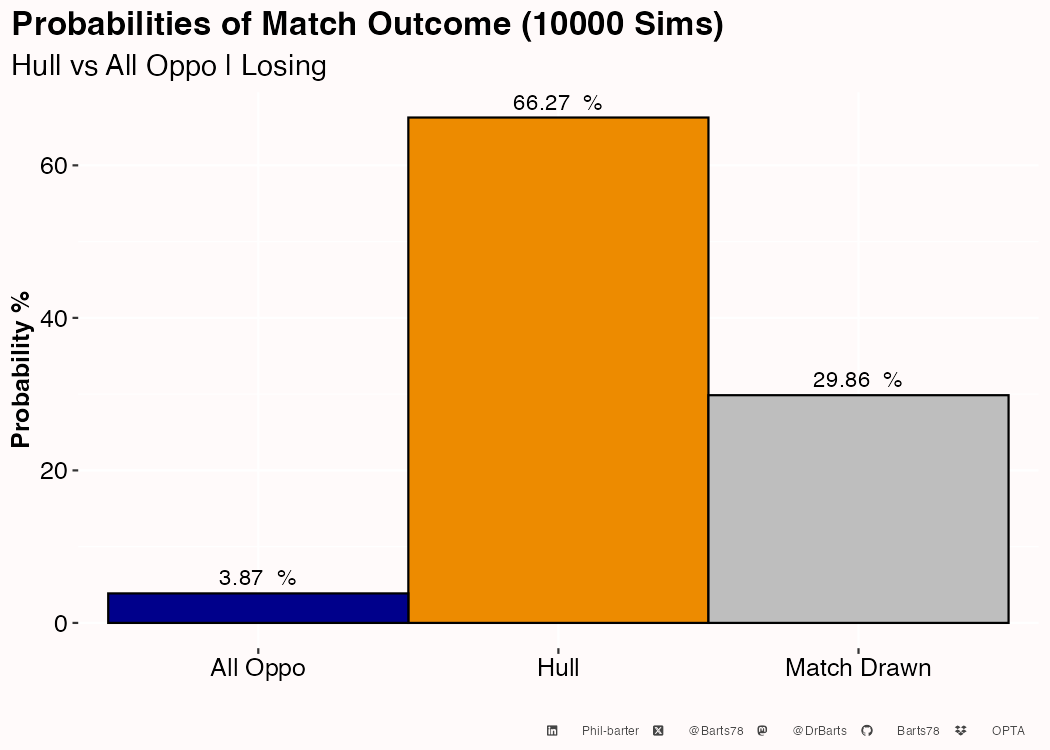 Probabilities of Match Outcome (10000 Sims)
Hull vs All Oppo | Losing
66.27 %
60
Probability %
40
29.86 %
20
3.87 %
0
All Oppo Hull Match Drawn
Phil-barter @Barts78 @DrBarts Barts78 OPTA